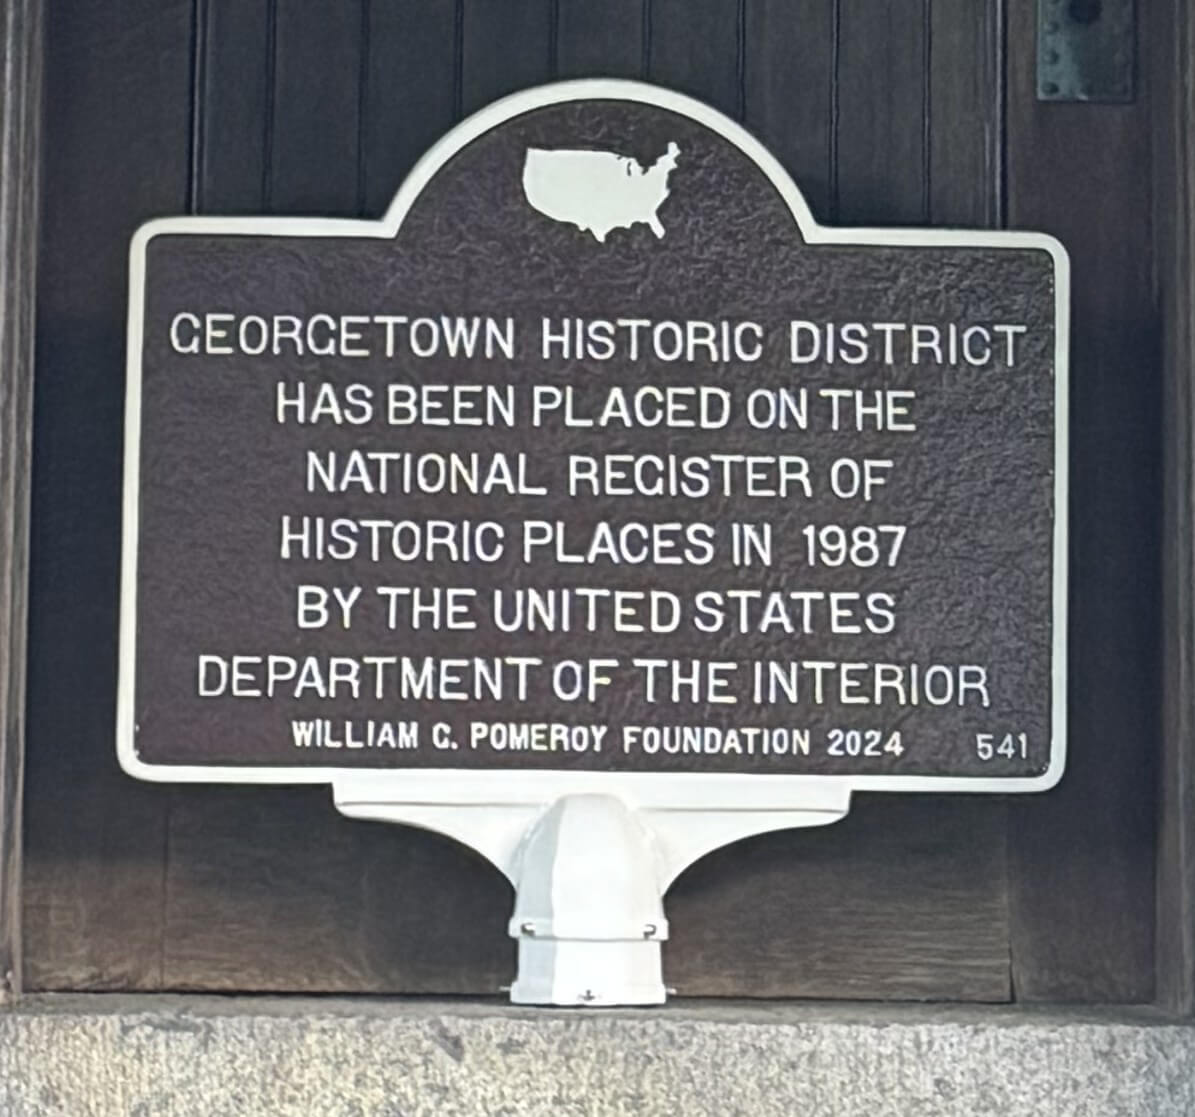 GEORGETOWN HISTORIC DISTRICT
HAS BEEN PLACED ON THE
NATIONAL REGISTER OF
HISTORIC PLACES IN 1987
BY THE UNITED STATES
DEPARTMENT OF THE INTERIOR
WILLIAM G. POMEROY FOUNDATION 2024 541